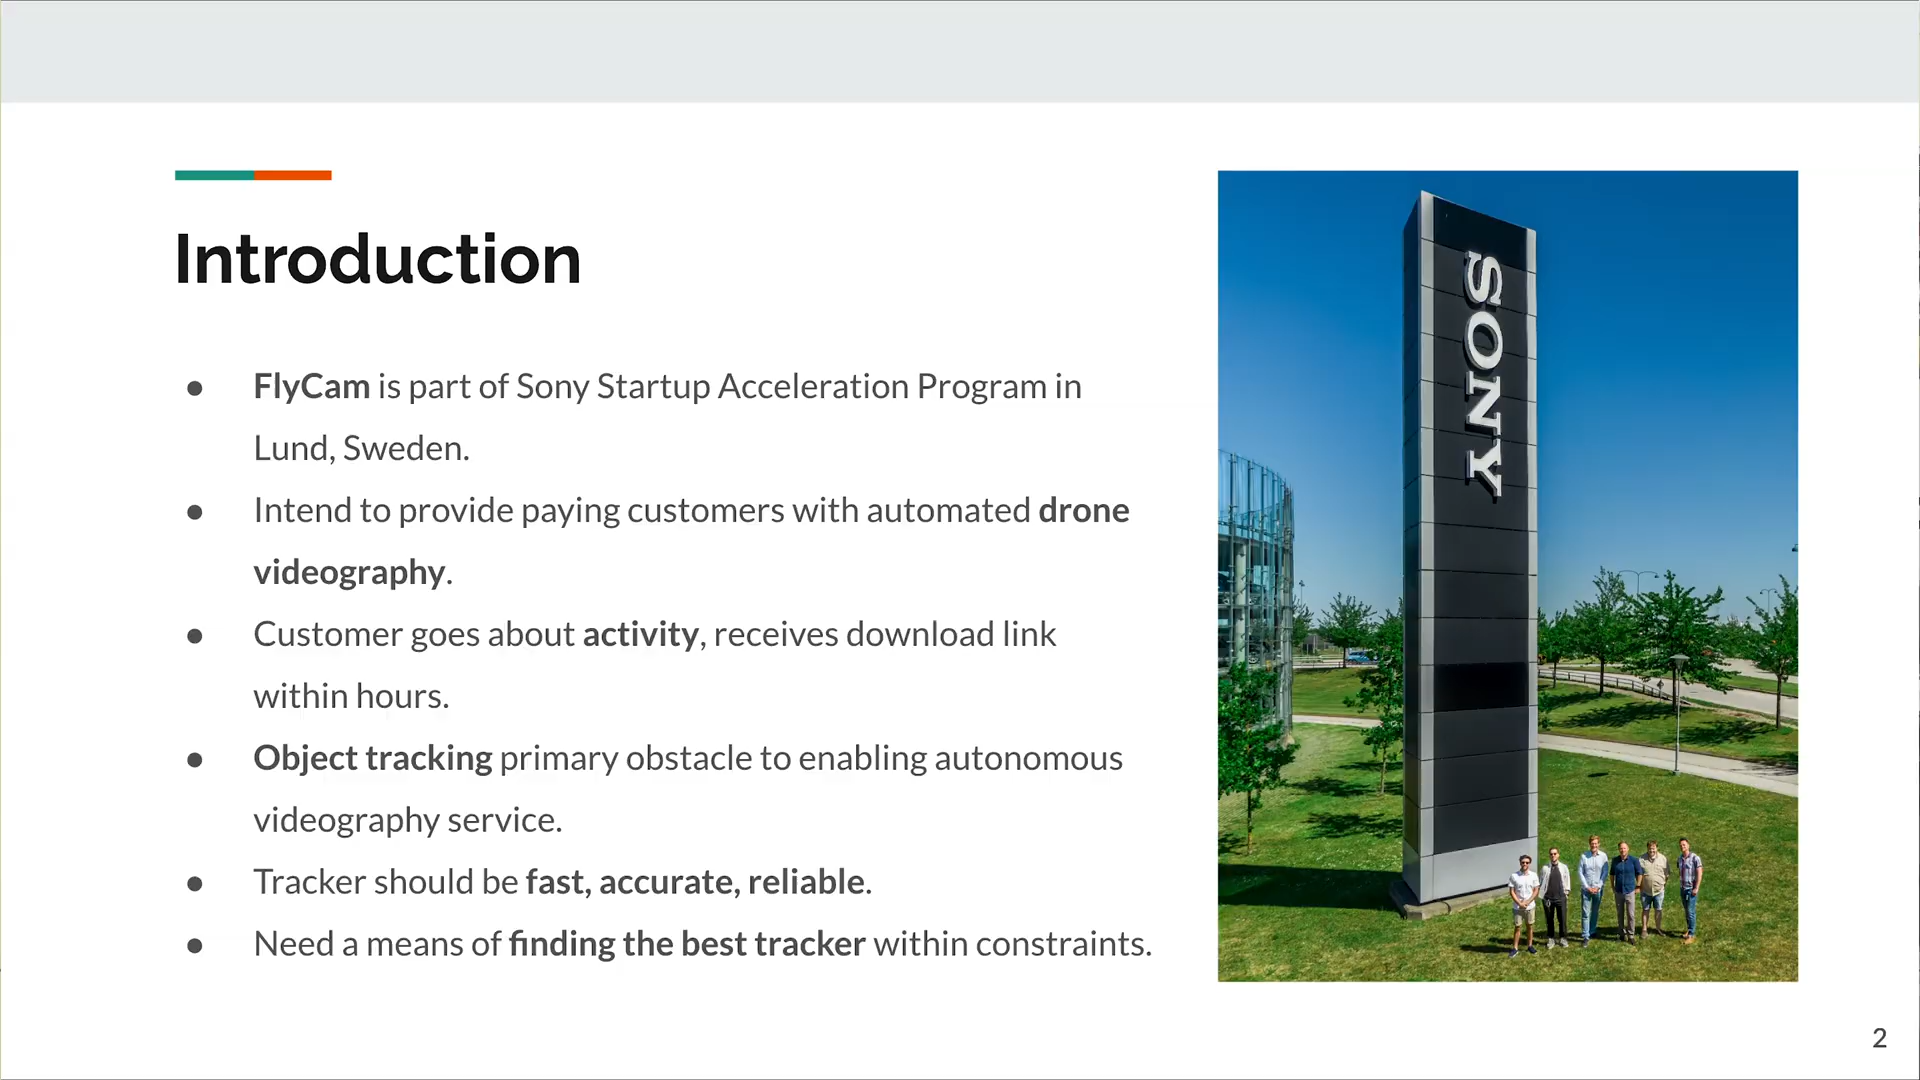 Introduction
● FlyCam is part of Sony Startup Acceleration Program in
Lund, Sweden.
● Intend to provide paying customers with automated drone
videography.
● Customer goes about activity, receives download link
within hours.
● Object tracking primary obstacle to enabling autonomous
videography service.
● Tracker should be fast, accurate, reliable.
● Need a means of finding the best tracker within constraints.
SONY
2